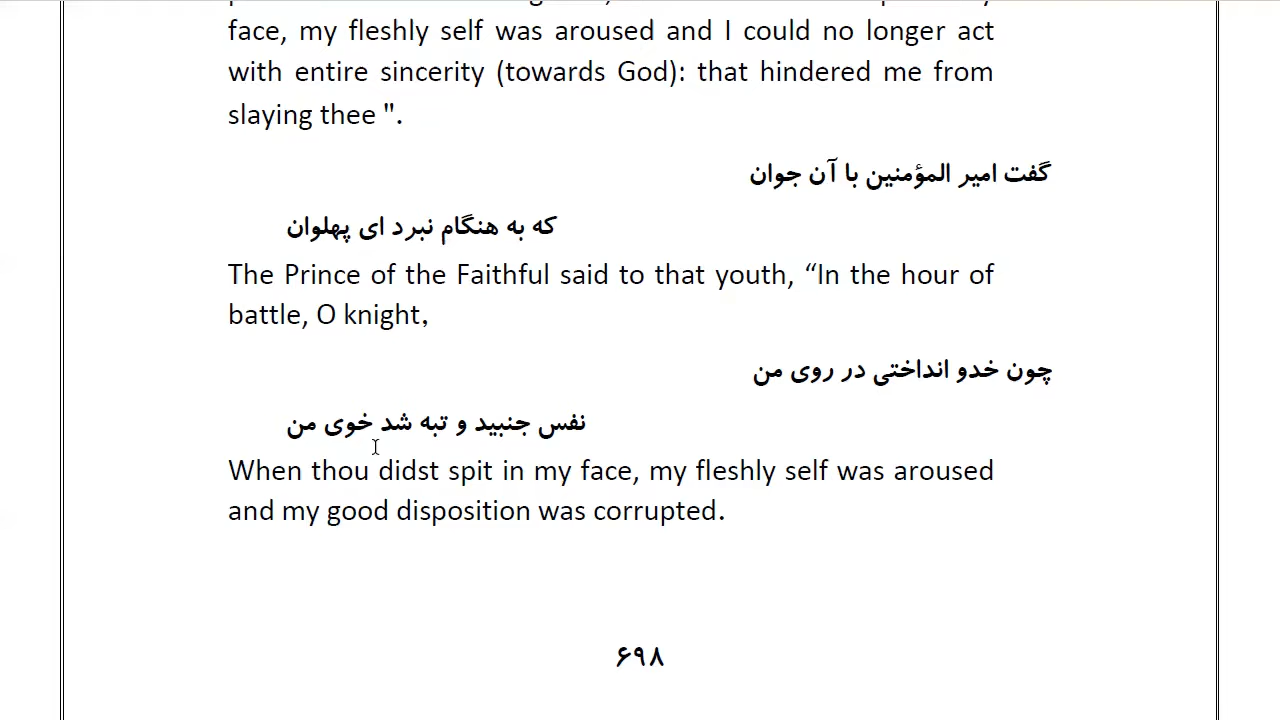 face, my fleshly self was aroused and I could no longer act
with entire sincerity (towards God): that hindered me from
slaying thee ".
گفت امیر المؤمنین با آن جوان
که به هنگام نبرد ای پهلوان
The Prince of the Faithful said to that youth, “In the hour of
battle, O knight,
چون خدو انداختی در روی من
نفس جنبید و تبه شد خوی من
When thou didst spit in my face, my fleshly self was aroused
and my good disposition was corrupted.
۶۹۸